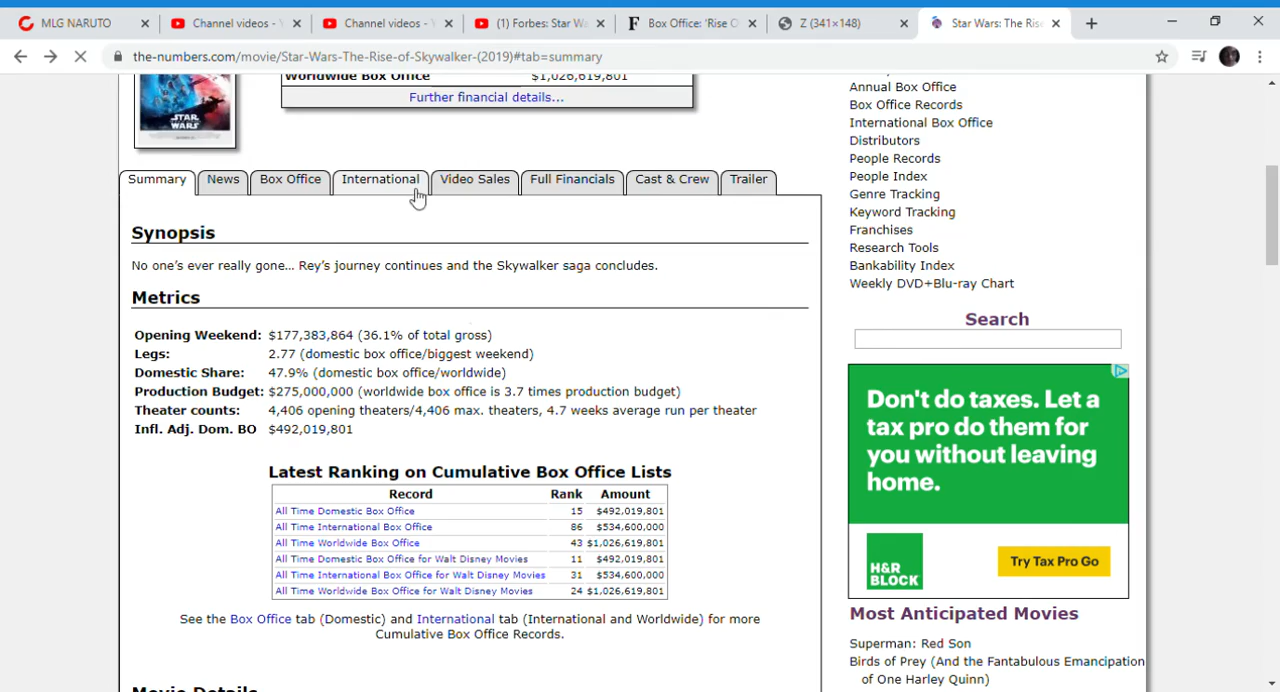 MLG NARUTO
Channel videos - Y
Channel videos - Y
(1) Forbes: Star Wa
Box Office: 'Rise O
Z (341×148)
Star Wars: The Ris
the-numbers.com/movie/Star-Wars-The-Rise-of-Skywalker-(2019)#tab=summary
Worldwide Box Office $1,026,619,801
Further financial details...
STAR
WARS
Summary News Box Office International Video Sales Full Financials Cast & Crew Trailer
Synopsis
No one's ever really gone... Rey's journey continues and the Skywalker saga concludes.
Metrics
Opening Weekend: $177,383,864 (36.1% of total gross)
Legs: 2.77 (domestic box office/biggest weekend)
Domestic Share: 47.9% (domestic box office/worldwide)
Production Budget: $275,000,000 (worldwide box office is 3.7 times production budget)
Theater counts: 4,406 opening theaters/4,406 max. theaters, 4.7 weeks average run per theater
Infl. Adj. Dom. BO $492,019,801
Latest Ranking on Cumulative Box Office Lists
Record Rank Amount
All Time Domestic Box Office 15 $492,019,801
All Time International Box Office 86 $534,600,000
All Time Worldwide Box Office 43 $1,026,619,801
All Time Domestic Box Office for Walt Disney Movies 11 $492,019,801
All Time International Box Office for Walt Disney Movies 31 $534,600,000
All Time Worldwide Box Office for Walt Disney Movies 24 $1,026,619,801
See the Box Office tab (Domestic) and International tab (International and Worldwide) for more
Cumulative Box Office Records.
Movie Details
Annual Box Office
Box Office Records
International Box Office
Distributors
People Records
People Index
Genre Tracking
Keyword Tracking
Franchises
Research Tools
Bankability Index
Weekly DVD+Blu-ray Chart
Search
Don't do taxes. Let a
tax pro do them for
you without leaving
home.
H&R
BLOCK
Try Tax Pro Go
Most Anticipated Movies
Superman: Red Son
Birds of Prey (And the Fantabulous Emancipation
of One Harley Quinn)